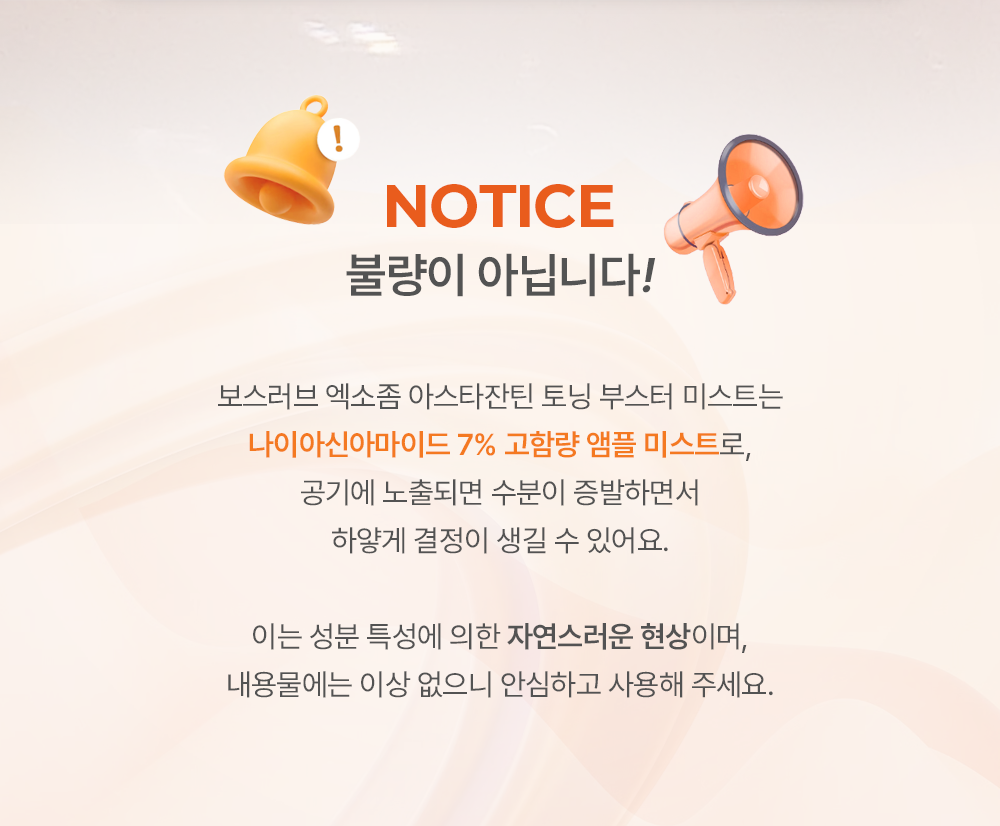 !
NOTICE
불량이 아닙니다!
보스러브 엑소좀 아스타잔틴 토닝 부스터 미스트는
나이아신아마이드 7% 고함량 앰플 미스트로,
공기에 노출되면 수분이 증발하면서
하얗게 결정이 생길 수 있어요.
이는 성분 특성에 의한 자연스러운 현상이며,
내용물에는 이상 없으니 안심하고 사용해 주세요.